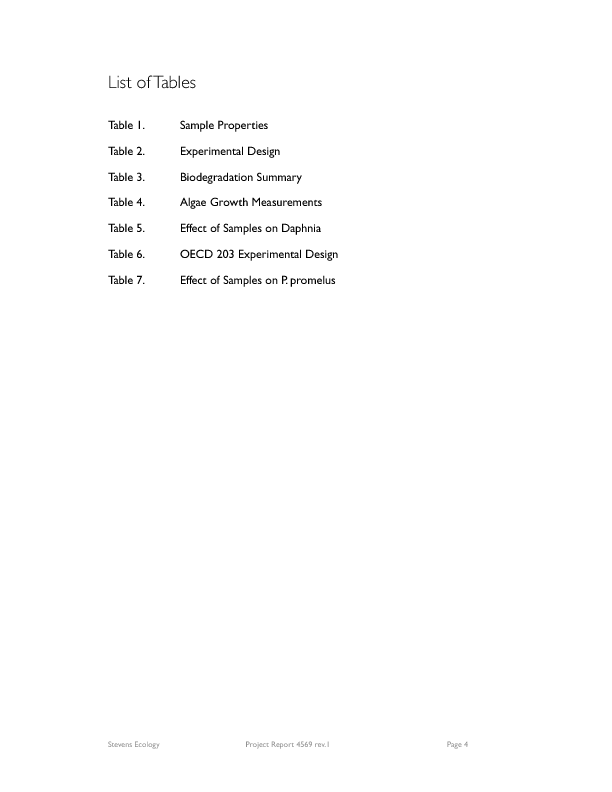 List of Tables
Table 1. Sample Properties
Table 2. Experimental Design
Table 3. Biodegradation Summary
Table 4. Algae Growth Measurements
Table 5. Effect of Samples on Daphnia
Table 6. OECD 203 Experimental Design
Table 7. Effect of Samples on P. promelus
Stevens Ecology Project Report 4569 rev.1 Page 4